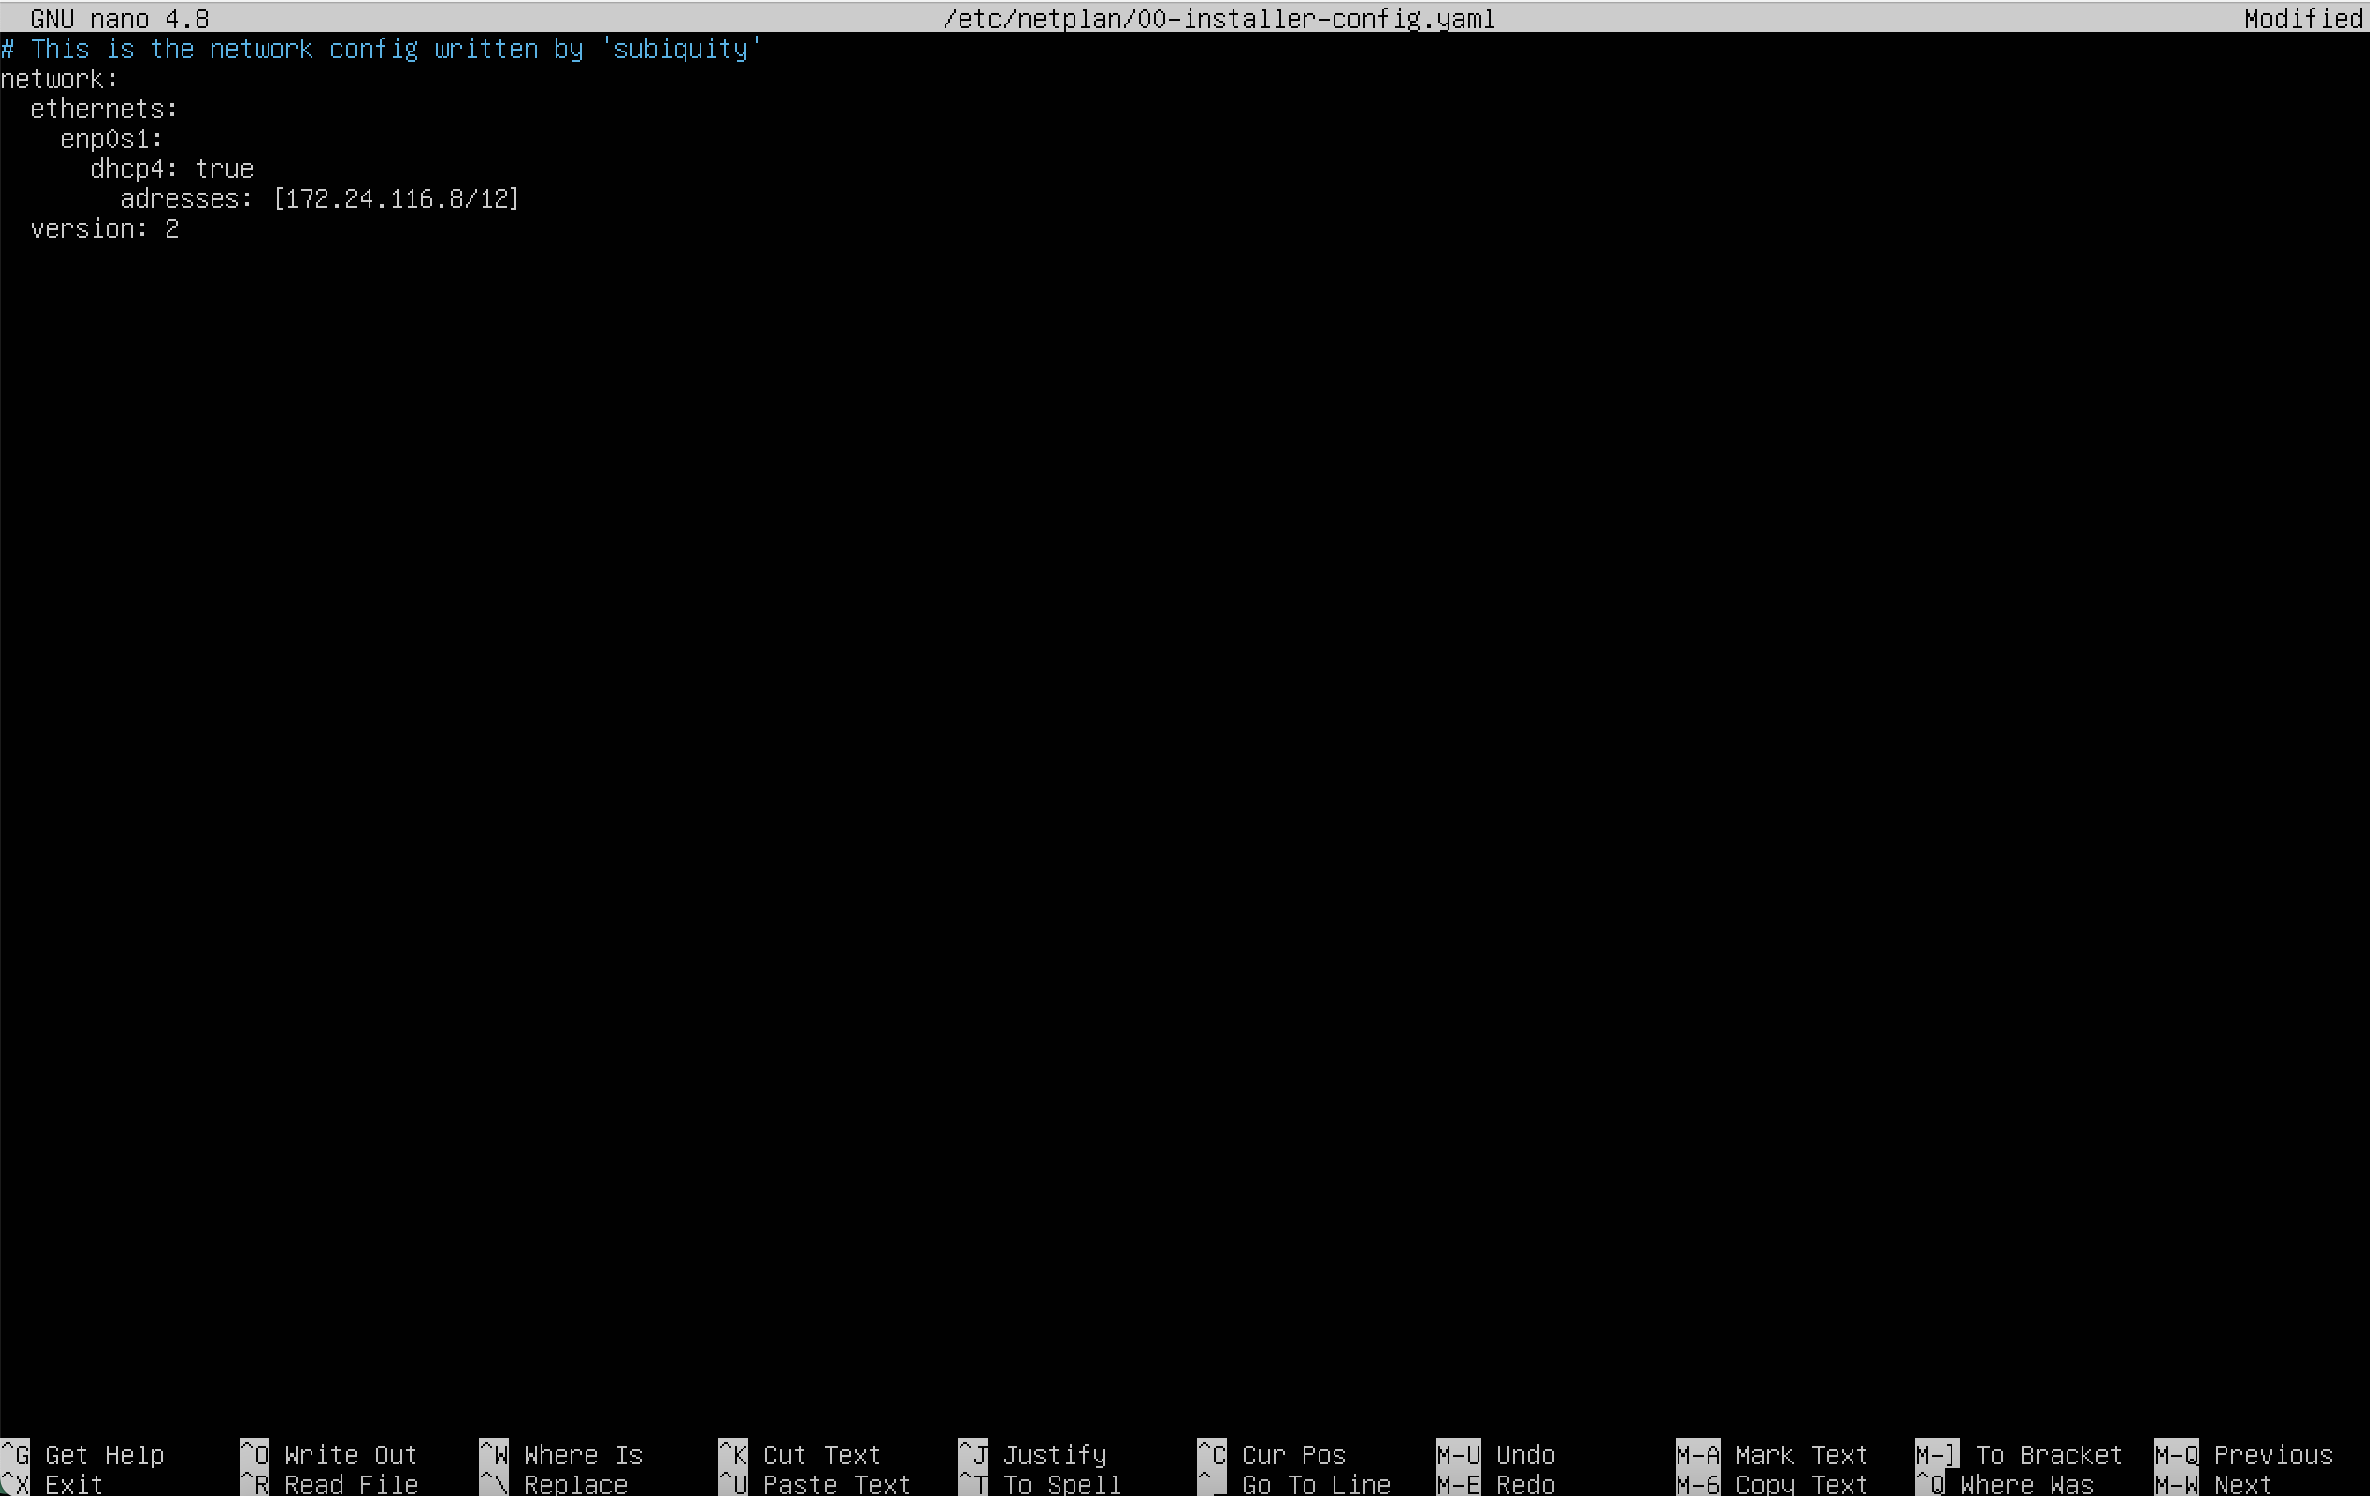 GNU nano 4.8 /etc/netplan/00-installer-config.yaml Modified
# This is the network config written by 'subiquity'
network:
  ethernets:
    enp0s1:
      dhcp4: true
        adresses: [172.24.116.8/12]
  version: 2
^G Get Help ^O Write Out ^W Where Is ^K Cut Text ^J Justify ^C Cur Pos M-U Undo M-A Mark Text M-] To Bracket M-Q Previous
^X Exit ^R Read File ^\ Replace ^U Paste Text ^T To Spell ^_ Go To Line M-E Redo M-6 Copy Text ^Q Where Was M-W Next